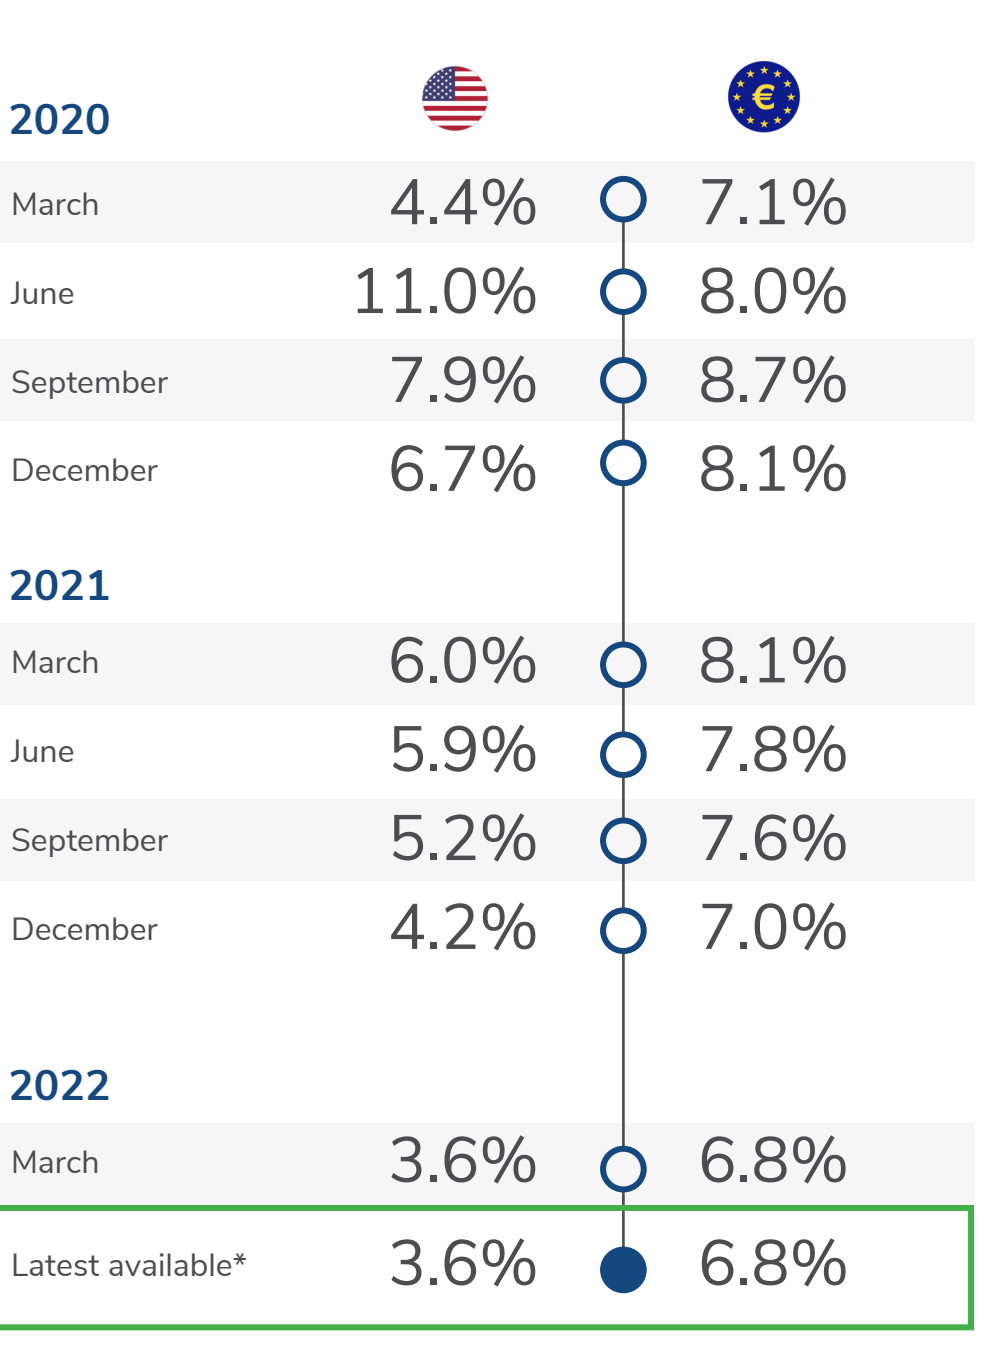 €
2020
March 4.4% 7.1%
June 11.0% 8.0%
September 7.9% 8.7%
December 6.7% 8.1%
2021
March 6.0% 8.1%
June 5.9% 7.8%
September 5.2% 7.6%
December 4.2% 7.0%
2022
March 3.6% 6.8%
Latest available* 3.6% 6.8%